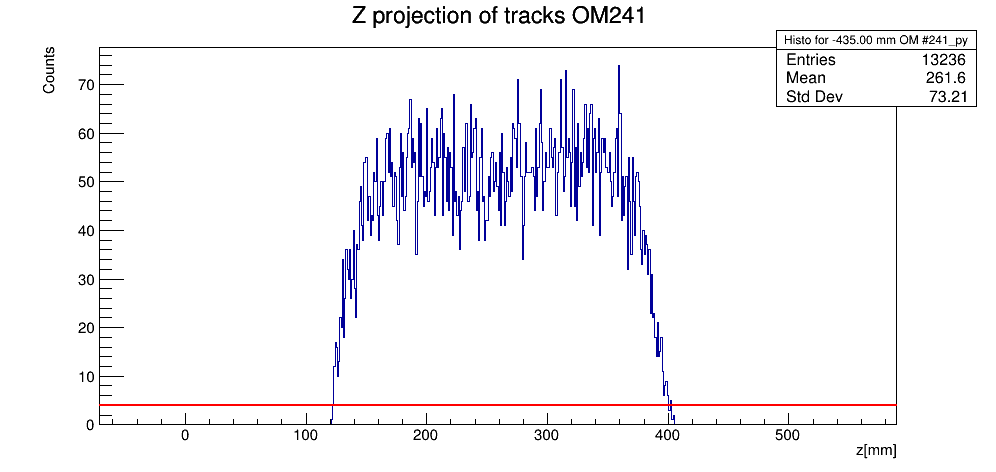 Z projection of tracks OM241
Histo for -435.00 mm OM #241_py
Entries 13236
Mean 261.6
Std Dev 73.21
Counts
70
60
50
40
30
20
10
0
0 100 200 300 400 500
z[mm]